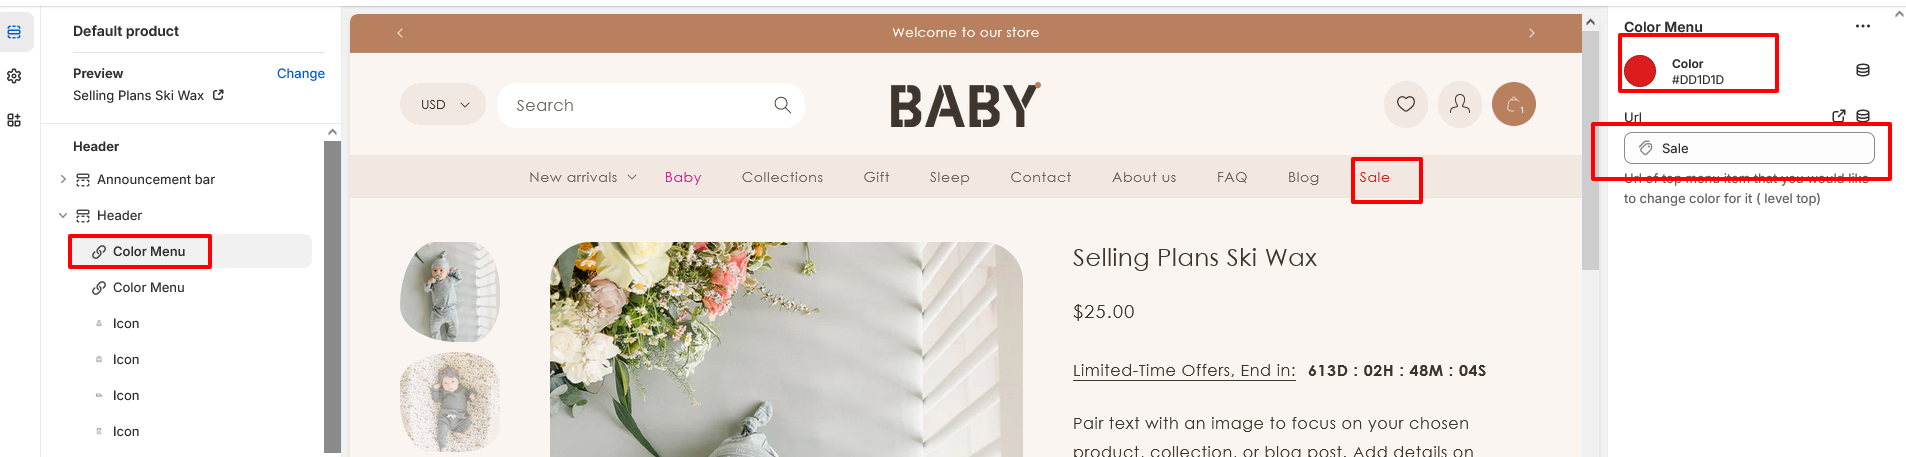 Default product
Preview
Change
Selling Plans Ski Wax
Header
Announcement bar
Header
Color Menu
Color Menu
Icon
Icon
Icon
Icon
Welcome to our store
USD
Search
BABY
1
New arrivals
Baby
Collections
Gift
Sleep
Contact
About us
FAQ
Blog
Sale
Selling Plans Ski Wax
$25.00
Limited-Time Offers, End in: 613D : 02H : 48M : 04S
Pair text with an image to focus on your chosen
product, collection, or blog post. Add details on
Color Menu
Color
#DD1D1D
Url
Sale
Url of top menu item that you would like
to change color for it ( level top)